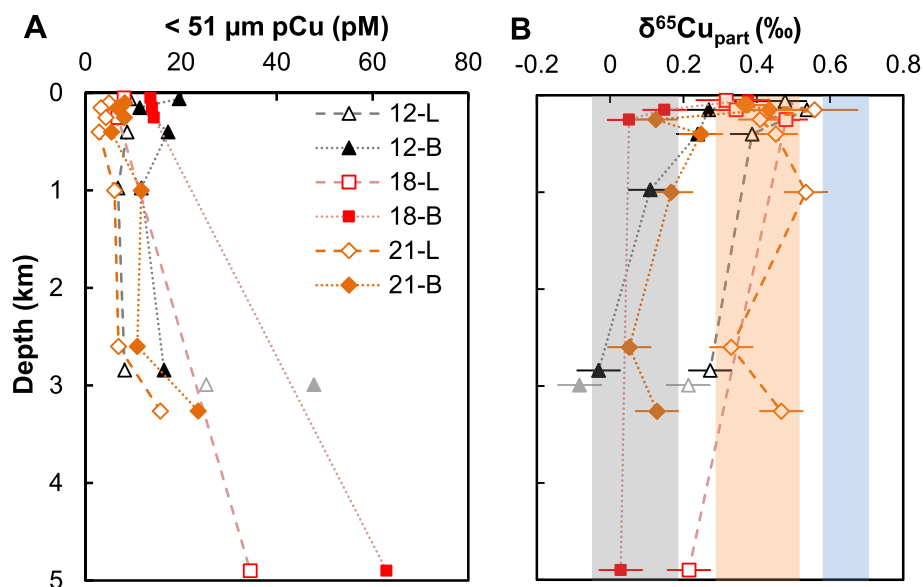 A
< 51 µm pCu (pM)
0 20 40 60 80
0
1
2
3
4
5
Depth (km)
12-L
12-B
18-L
18-B
21-L
21-B
B
δ⁶⁵Cu_part (‰)
-0.2 0 0.2 0.4 0.6 0.8